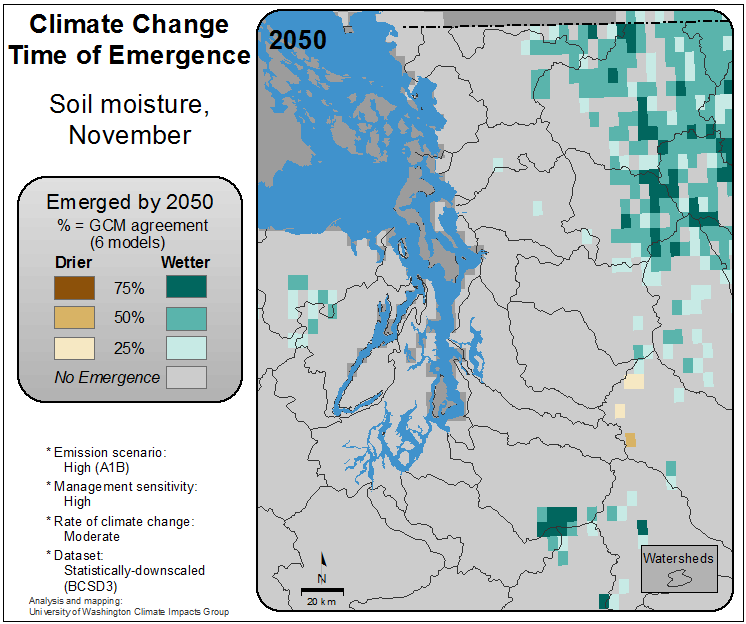 Climate Change
Time of Emergence
Soil moisture,
November
Emerged by 2050
% = GCM agreement
(6 models)
Drier
Wetter
75%
50%
25%
No Emergence
* Emission scenario:
High (A1B)
* Management sensitivity:
High
* Rate of climate change:
Moderate
* Dataset:
Statistically-downscaled
(BCSD3)
Analysis and mapping:
University of Washington Climate Impacts Group
2050
N
20 km
Watersheds